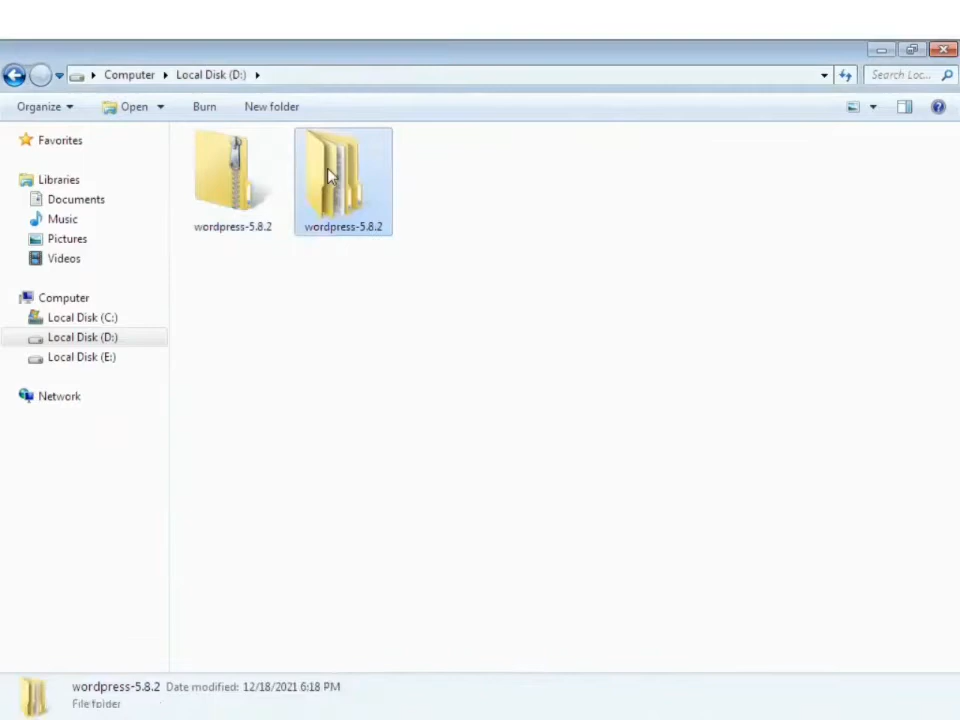 Computer Local Disk (D:) Search Loc...
Organize Open Burn New folder
Favorites
Libraries
Documents
Music
Pictures
Videos
Computer
Local Disk (C:)
Local Disk (D:)
Local Disk (E:)
Network
wordpress-5.8.2 wordpress-5.8.2
wordpress-5.8.2 Date modified: 12/18/2021 6:18 PM
File folder